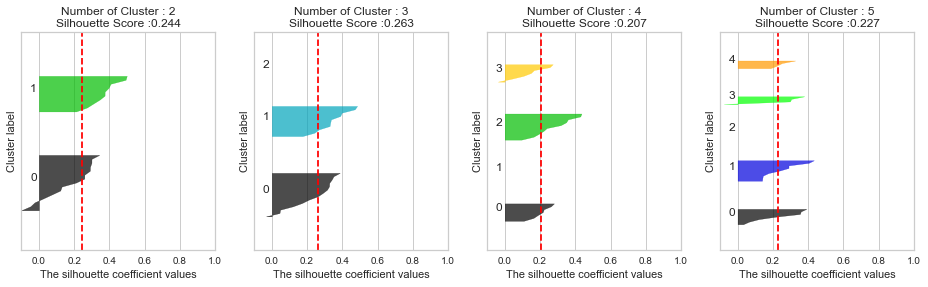 Number of Cluster : 2
Silhouette Score :0.244
Cluster label
1
0
0.0 0.2 0.4 0.6 0.8 1.0
The silhouette coefficient values
Number of Cluster : 3
Silhouette Score :0.263
Cluster label
2
1
0
0.0 0.2 0.4 0.6 0.8 1.0
The silhouette coefficient values
Number of Cluster : 4
Silhouette Score :0.207
Cluster label
3
2
1
0
0.0 0.2 0.4 0.6 0.8 1.0
The silhouette coefficient values
Number of Cluster : 5
Silhouette Score :0.227
Cluster label
4
3
2
1
0
0.0 0.2 0.4 0.6 0.8 1.0
The silhouette coefficient values